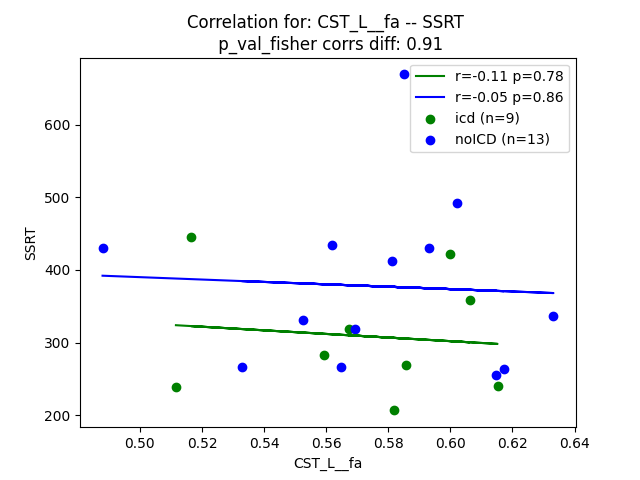 Correlation for: CST_L__fa -- SSRT
p_val_fisher corrs diff: 0.91
r=-0.11 p=0.78
r=-0.05 p=0.86
icd (n=9)
noICD (n=13)
SSRT
600
500
400
300
200
0.50 0.52 0.54 0.56 0.58 0.60 0.62 0.64
CST_L__fa